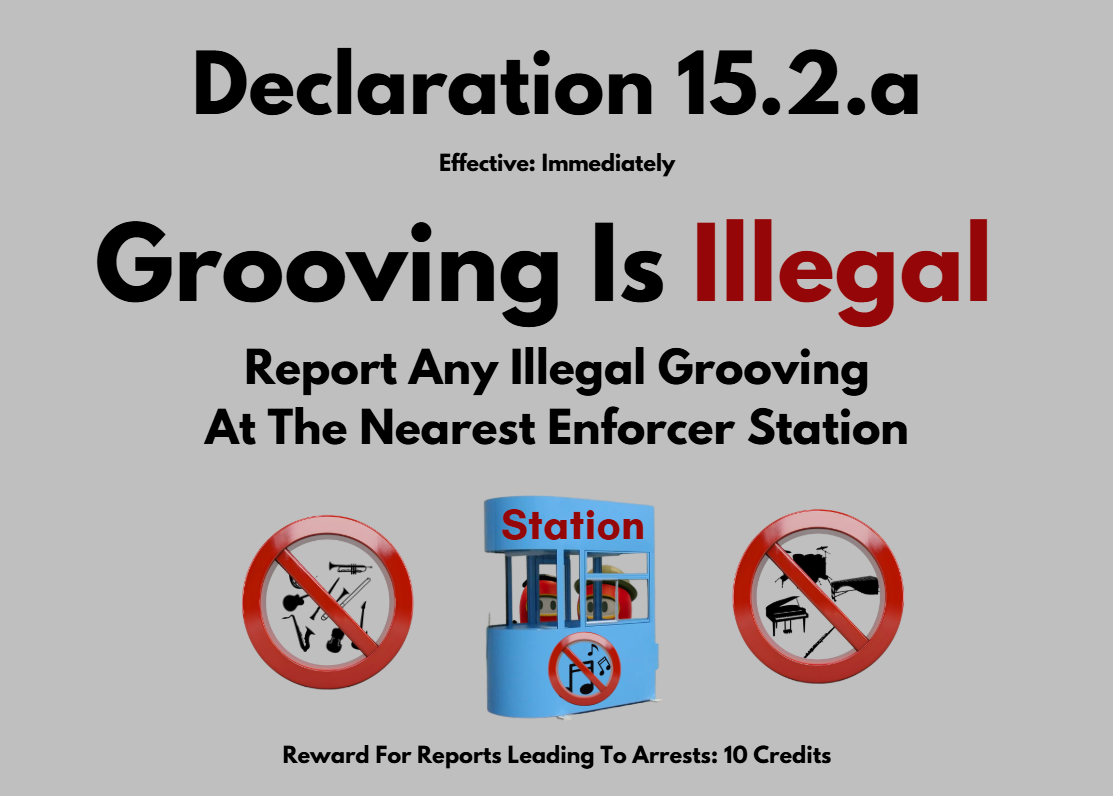 Declaration 15.2.a
Effective: Immediately
Grooving Is Illegal
Report Any Illegal Grooving
At The Nearest Enforcer Station
Station
Reward For Reports Leading To Arrests: 10 Credits